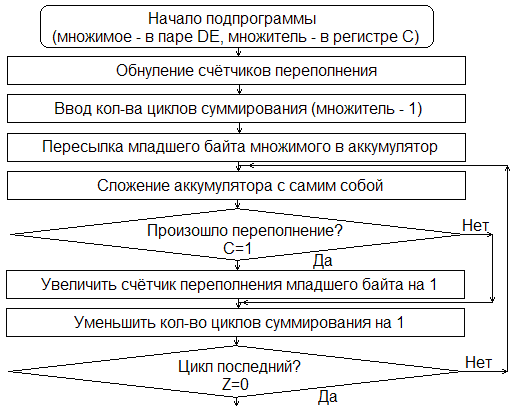 Начало подпрограммы
(множимое - в паре DE, множитель - в регистре C)
Обнуление счётчиков переполнения
Ввод кол-ва циклов суммирования (множитель - 1)
Пересылка младшего байта множимого в аккумулятор
Сложение аккумулятора с самим собой
Произошло переполнение?
C=1
Нет
Да
Увеличить счётчик переполнения младшего байта на 1
Уменьшить кол-во циклов суммирования на 1
Цикл последний?
Z=0
Нет
Да